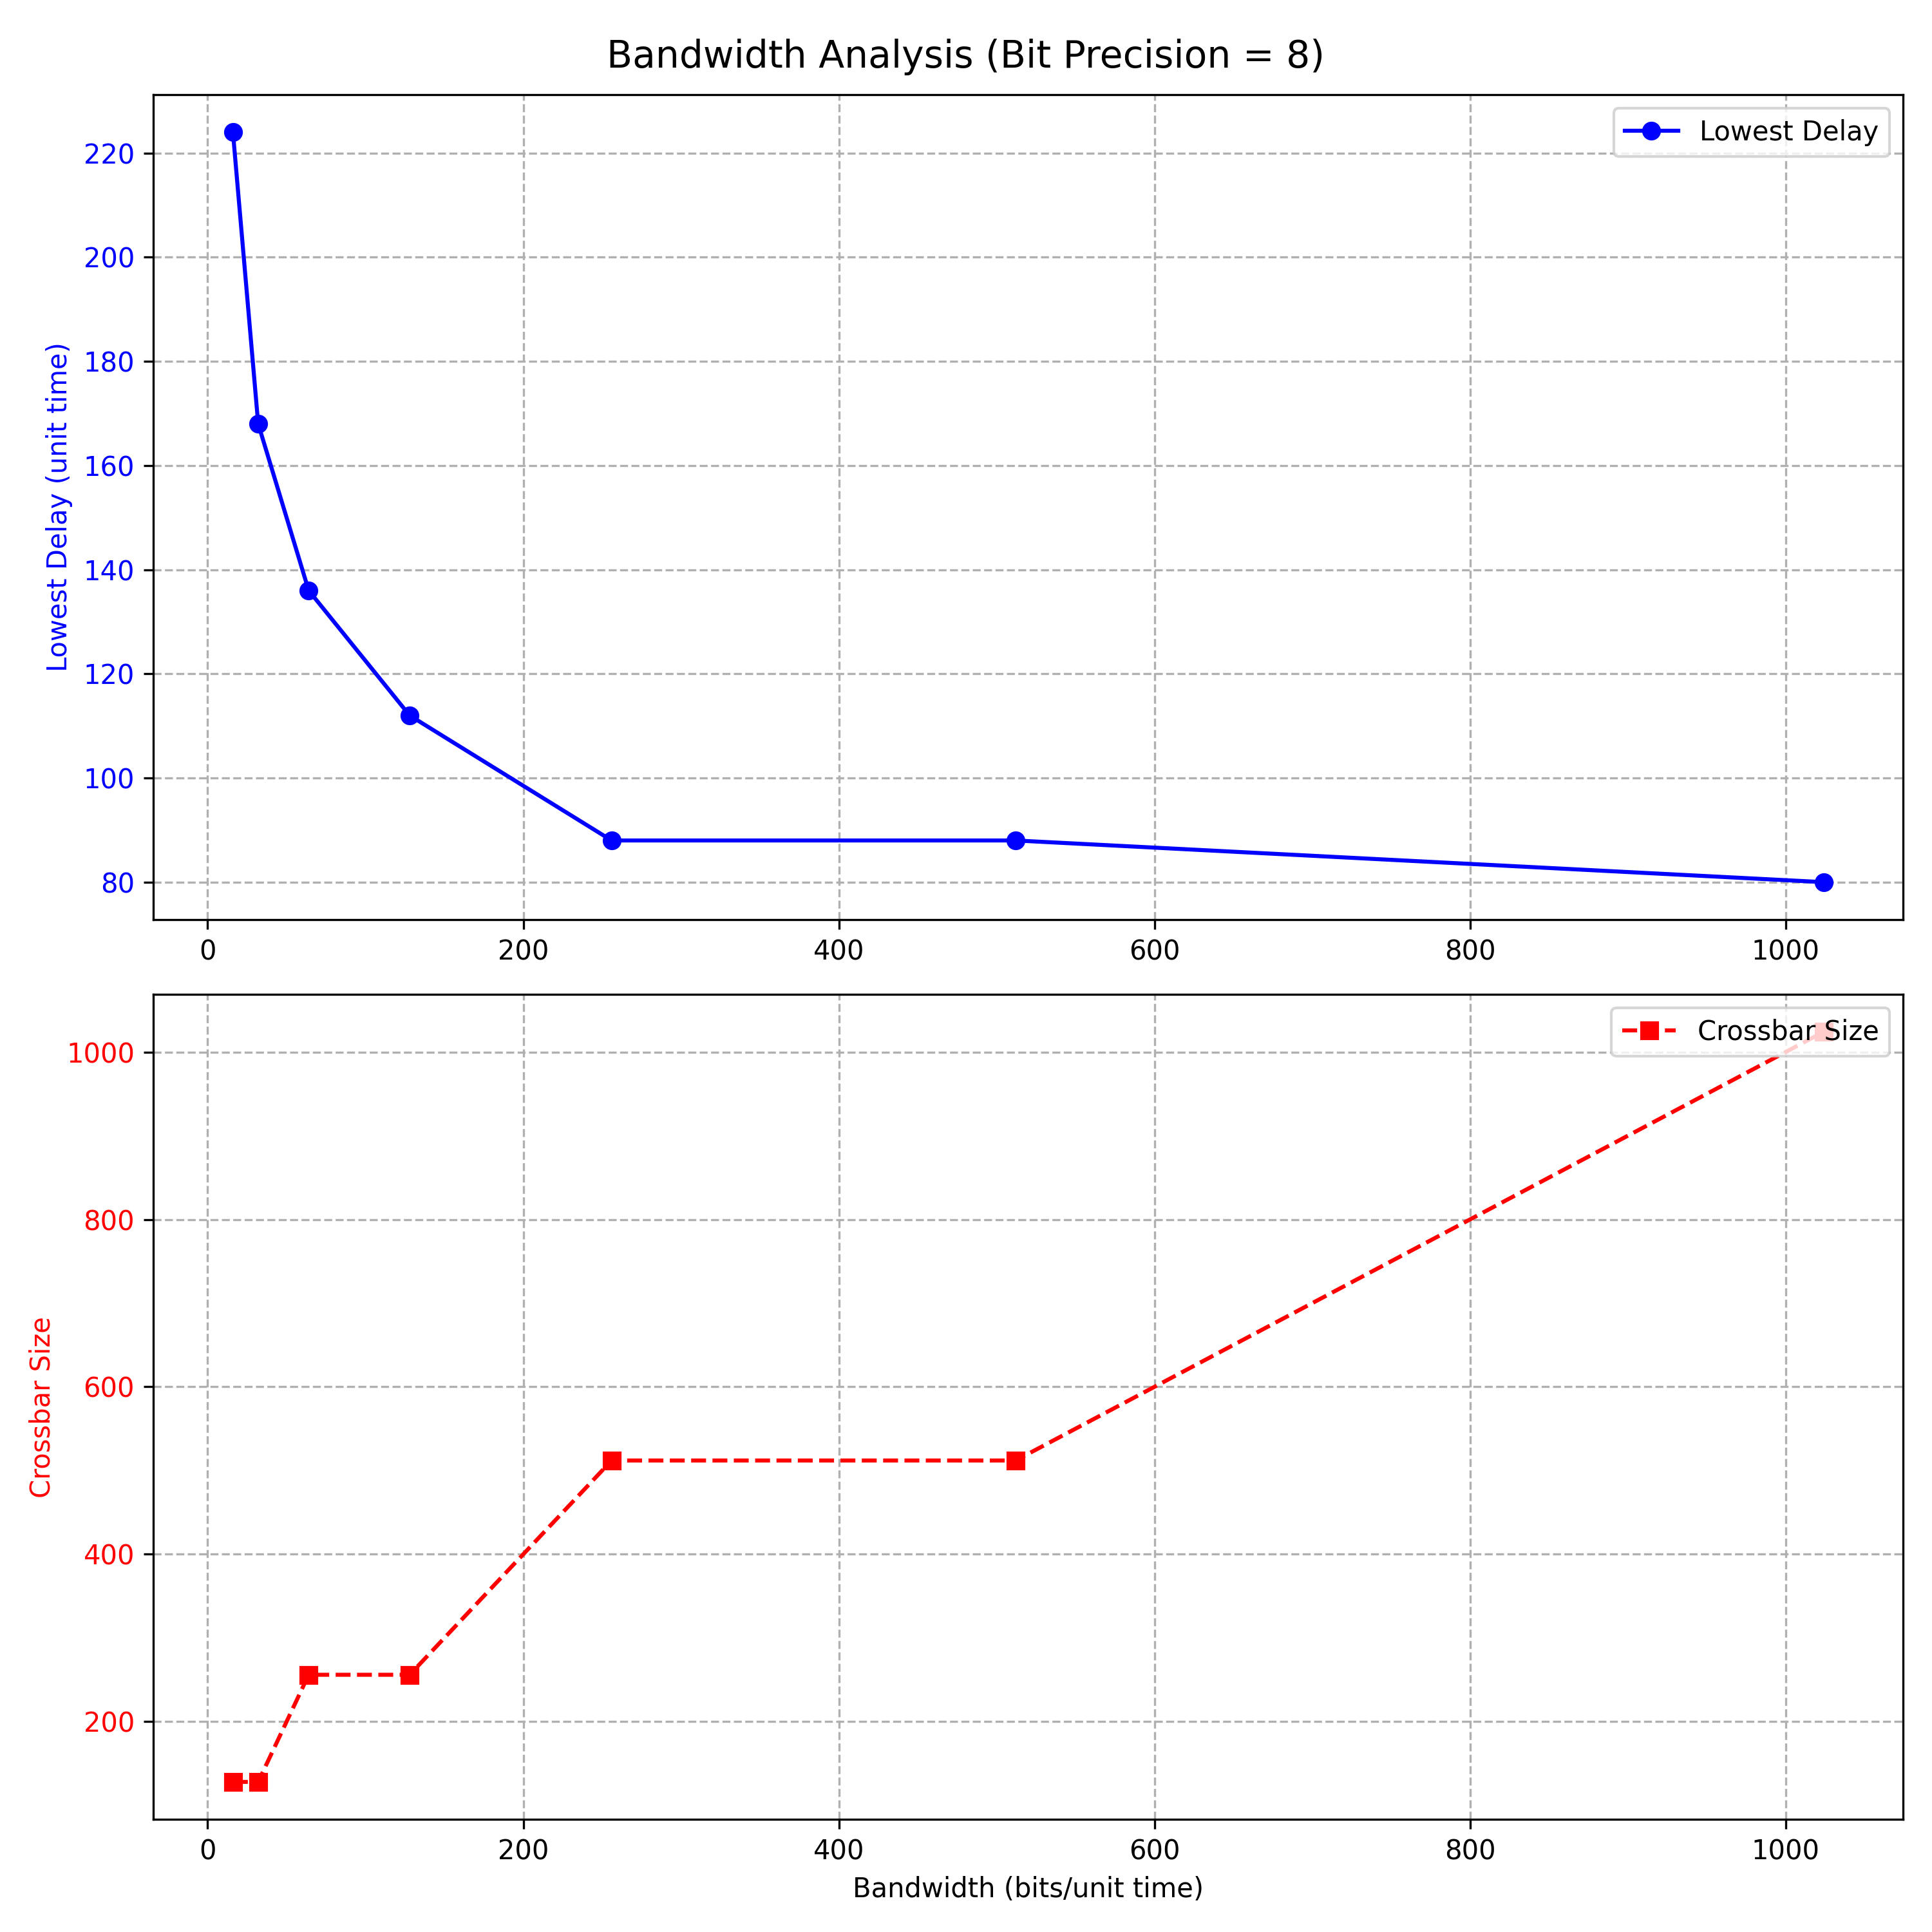 Bandwidth Analysis (Bit Precision = 8)
Lowest Delay
Lowest Delay (unit time)
220
200
180
160
140
120
100
80
0 200 400 600 800 1000
Crossbar Size
Crossbar Size
1000
800
600
400
200
0 200 400 600 800 1000
Bandwidth (bits/unit time)